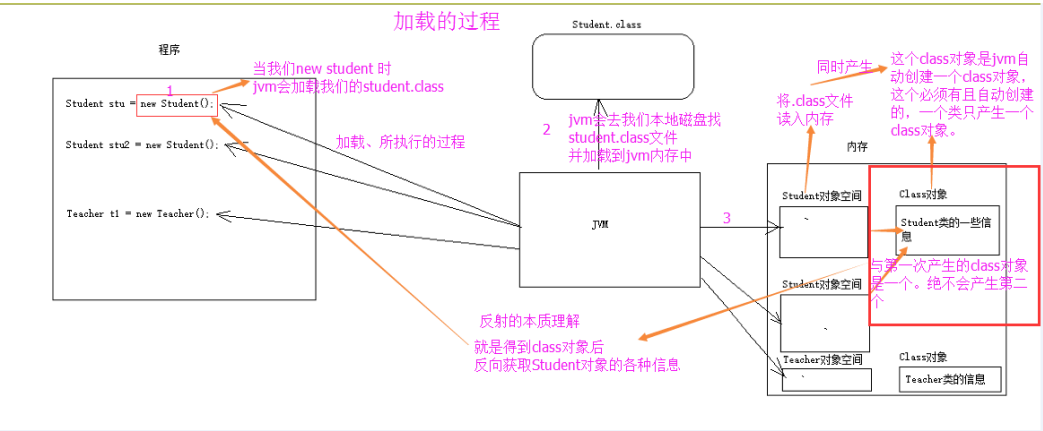 加载的过程
Student.class
程序
当我们new student 时
jvm会加载我们的student.class
1
Student stu = new Student();
Student stu2 = new Student();
Teacher t1 = new Teacher();
加载、所执行的过程
2
jvm会去我们本地磁盘找
student.class文件
并加载到jvm内存中
JVM
3
同时产生
将.class文件
读入内存
这个class对象是jvm自
动创建一个class对象，
这个必须有且自动创建
的，一个类只产生一个
class对象。
内存
Student对象空间
Class对象
Student类的一些信
息
与第一次产生的class对象
是一个。绝不会产生第二
个
Student对象空间
Teacher对象空间
Class对象
Teacher类的信息
反射的本质理解
就是得到class对象后
反向获取Student对象的各种信息